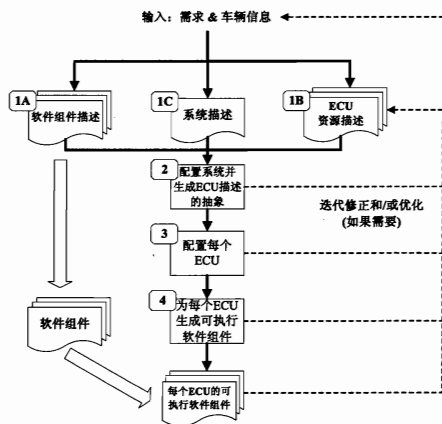 输入：需求 & 车辆信息
1A
软件组件描述
1C
系统描述
1B
ECU
资源描述
2
配置系统并
生成ECU描述
的抽象
迭代修正和/或优化
(如果需要)
3
配置每个
ECU
4
为每个ECU
生成可执行
软件组件
软件组件
每个ECU的可
执行软件组件